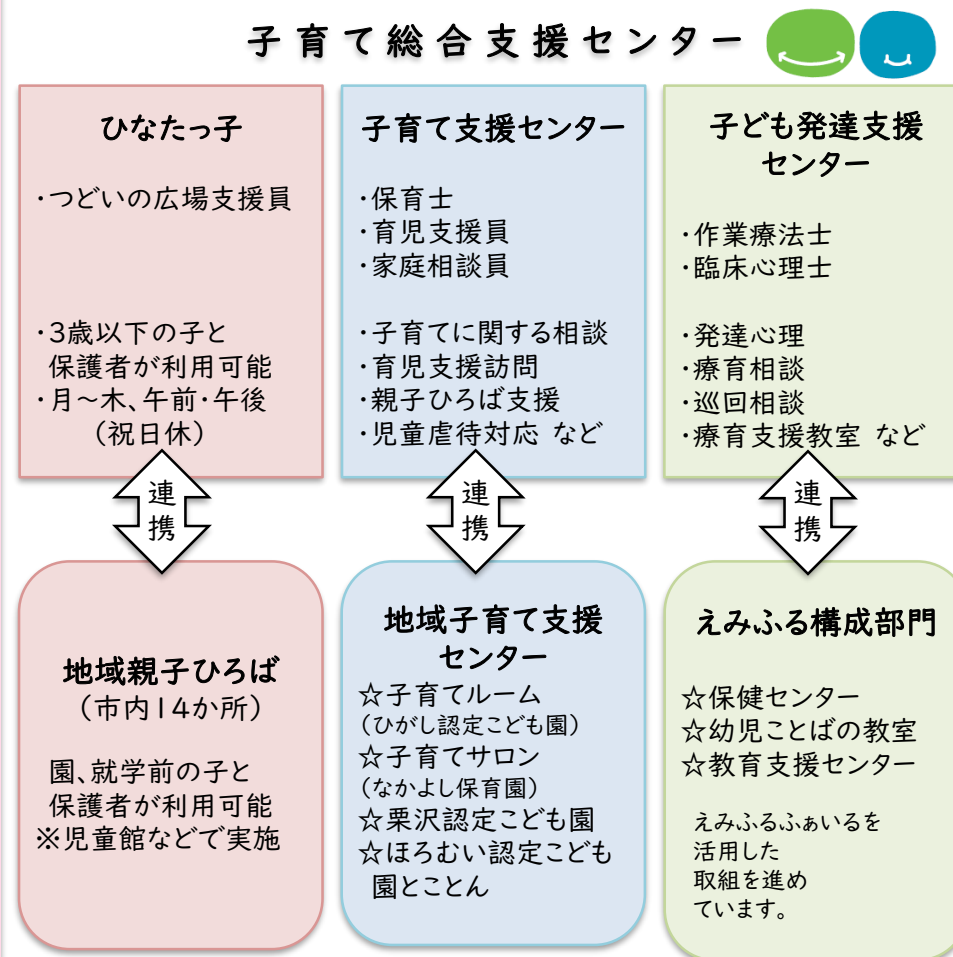 子育て総合支援センター
ひなたっ子
・つどいの広場支援員
・3歳以下の子と
保護者が利用可能
・月～木、午前・午後
（祝日休）
子育て支援センター
・保育士
・育児支援員
・家庭相談員
・子育てに関する相談
・育児支援訪問
・親子ひろば支援
・児童虐待対応 など
子ども発達支援
センター
・作業療法士
・臨床心理士
・発達心理
・療育相談
・巡回相談
・療育支援教室 など
連
携
連
携
連
携
地域親子ひろば
（市内14か所）
園、就学前の子と
保護者が利用可能
※児童館などで実施
地域子育て支援
センター
☆子育てルーム
（ひがし認定こども園）
☆子育てサロン
（なかよし保育園）
☆栗沢認定こども園
☆ほろむい認定こども
園とことん
えみふる構成部門
☆保健センター
☆幼児ことばの教室
☆教育支援センター
えみふるふぁいるを
活用した
取組を進め
ています。